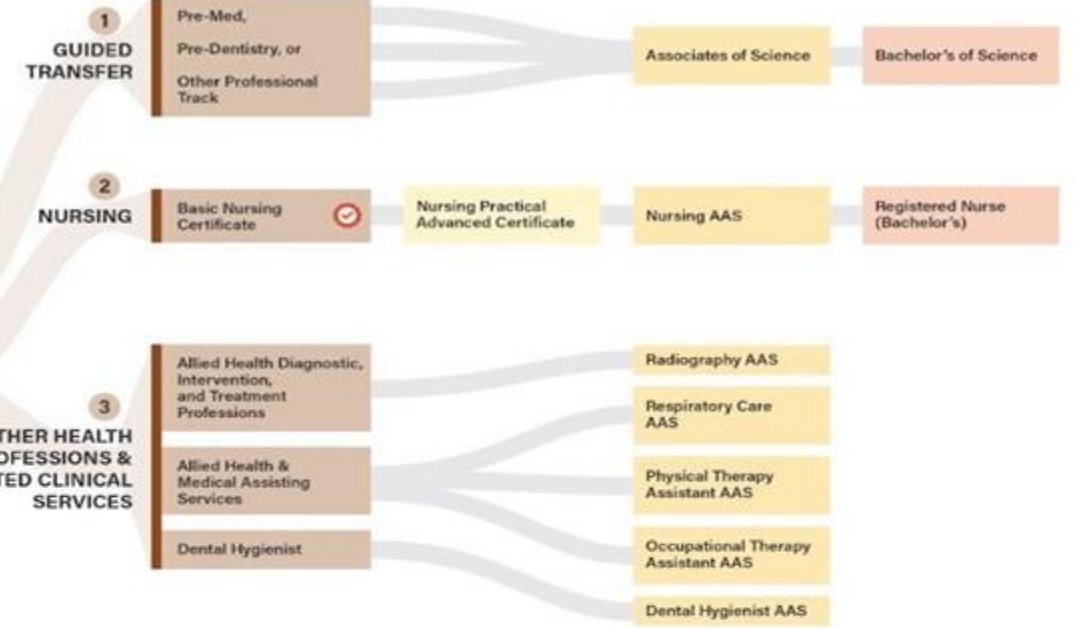 1
GUIDED
TRANSFER
Pre-Med,
Pre-Dentistry, or
Other Professional
Track
Associates of Science
Bachelor's of Science
2
NURSING
Basic Nursing
Certificate
Nursing Practical
Advanced Certificate
Nursing AAS
Registered Nurse
(Bachelor's)
3
THER HEALTH
OFESSIONS &
TED CLINICAL
SERVICES
Allied Health Diagnostic,
Intervention,
and Treatment
Professions
Allied Health &
Medical Assisting
Services
Dental Hygienist
Radiography AAS
Respiratory Care
AAS
Physical Therapy
Assistant AAS
Occupational Therapy
Assistant AAS
Dental Hygienist AAS